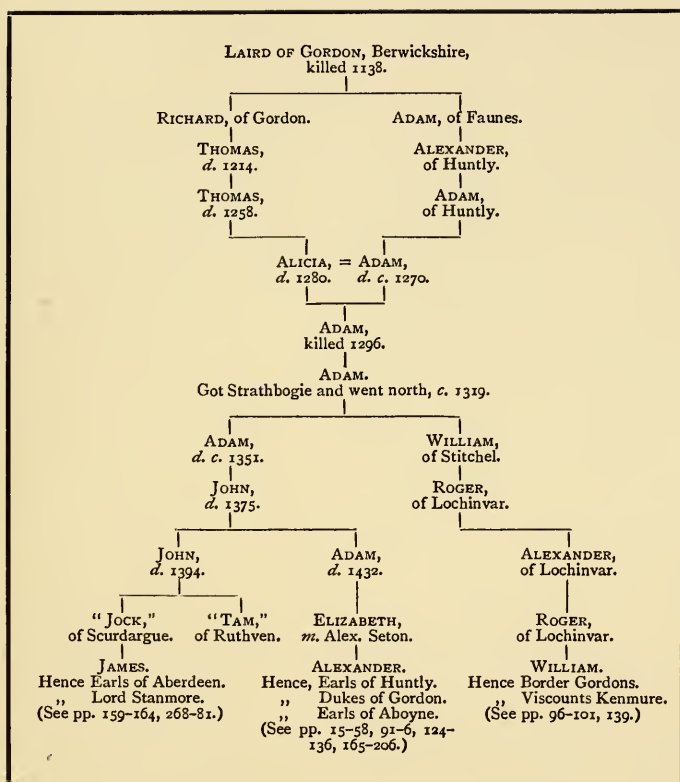 LAIRD OF GORDON, Berwickshire,
killed 1138.
RICHARD, of Gordon. ADAM, of Faunes.
THOMAS, ALEXANDER,
d. 1214. of Huntly.
THOMAS, ADAM,
d. 1258. of Huntly.
ALICIA, = ADAM,
d. 1280. d. c. 1270.
ADAM,
killed 1296.
ADAM.
Got Strathbogie and went north, c. 1319.
ADAM, WILLIAM,
d. c. 1351. of Stitchel.
JOHN, ROGER,
d. 1375. of Lochinvar.
JOHN, ADAM, ALEXANDER,
d. 1394. d. 1432. of Lochinvar.
"JOCK," "TAM," ELIZABETH, ROGER,
of Scurdargue. of Ruthven. m. Alex. Seton. of Lochinvar.
JAMES. ALEXANDER. WILLIAM.
Hence Earls of Aberdeen. Hence, Earls of Huntly. Hence Border Gordons.
„ Lord Stanmore. „ Dukes of Gordon. „ Viscounts Kenmure.
(See pp. 159-164, 268-81.) „ Earls of Aboyne. (See pp. 96-101, 139.)
(See pp. 15-58, 91-6, 124-
136, 165-206.)